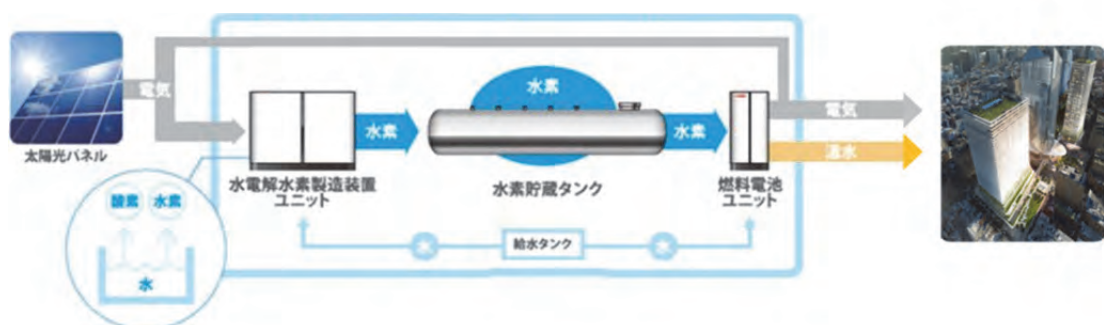 電気
太陽光パネル
水電解水素製造装置
ユニット
水素
水素
水素貯蔵タンク
水素
燃料電池
ユニット
電気
温水
酸素
水素
水
水
給水タンク
水